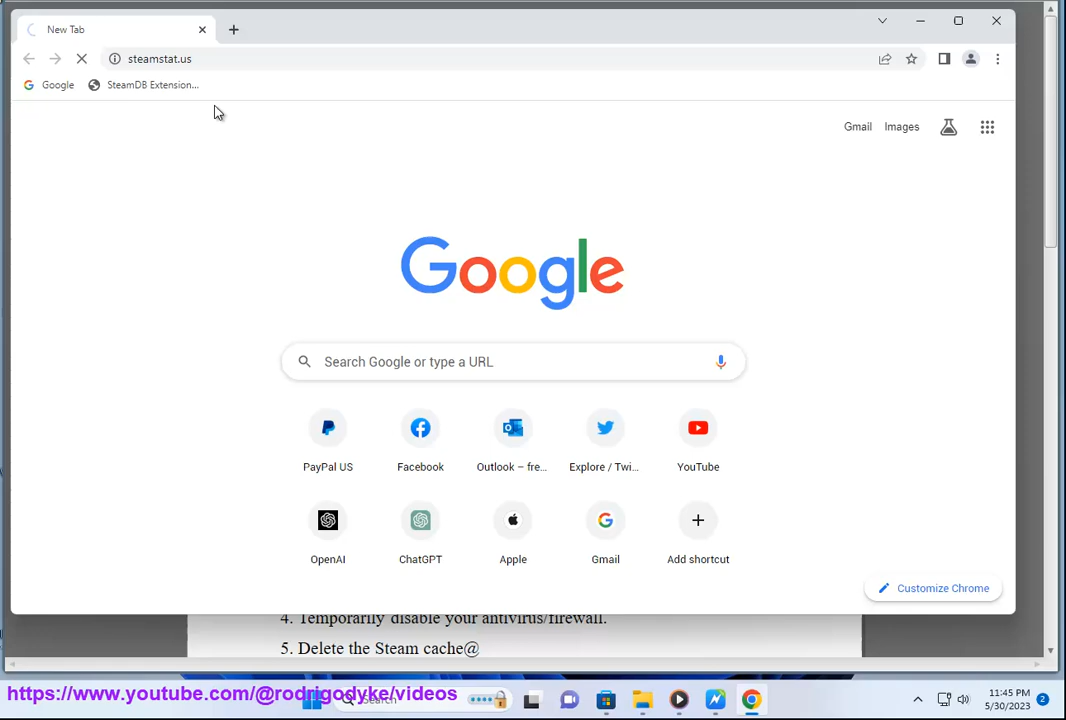 New Tab
steamstat.us
Google
SteamDB Extension...
Gmail
Images
Google
Search Google or type a URL
PayPal US
Facebook
Outlook – fre...
Explore / Twi...
YouTube
OpenAI
ChatGPT
Apple
Gmail
Add shortcut
Customize Chrome
4. Temporarily disable your antivirus/firewall.
5. Delete the Steam cache@
https://www.youtube.com/@rodrigodyke/videos
Search
11:45 PM
5/30/2023
2